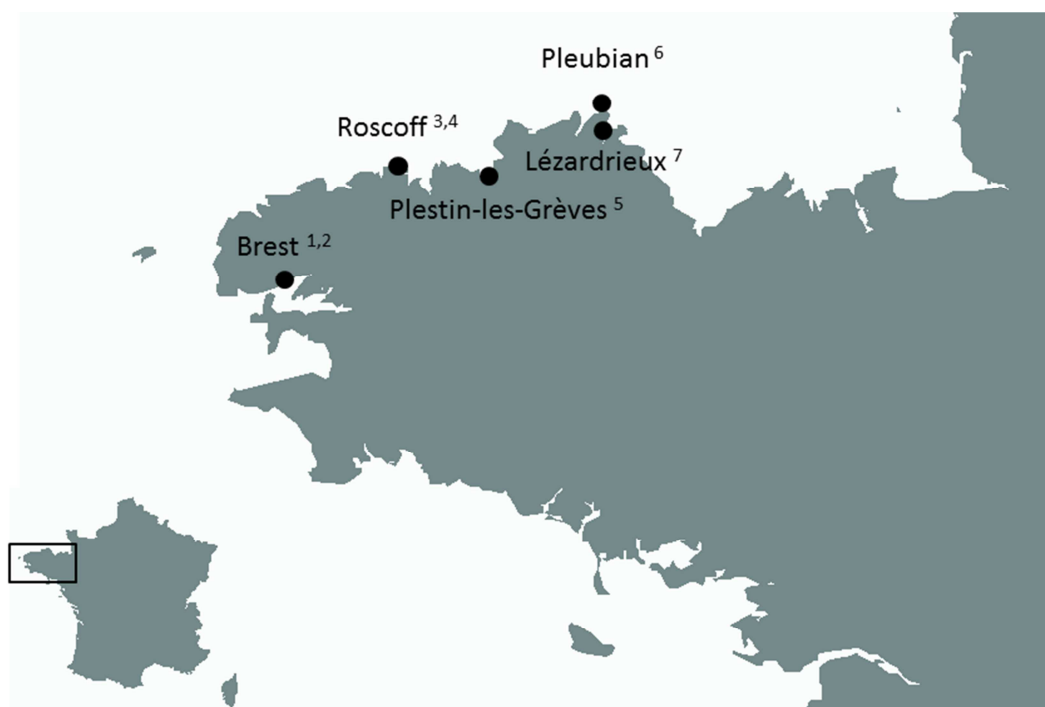 Pleubian 6
Roscoff 3,4
Lézardrieux 7
Plestin-les-Grèves 5
Brest 1,2